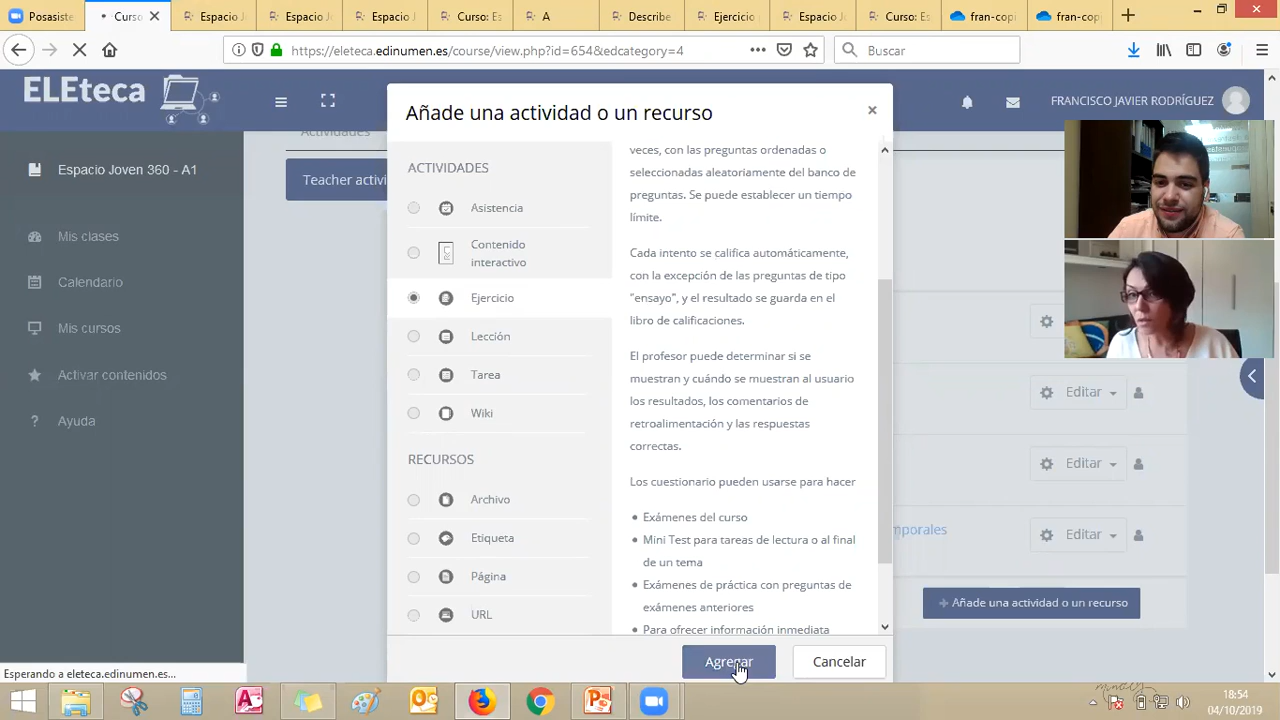 Posasiste
Curso
Espacio J
Espacio J
Espacio J
Curso: Es
A
Describe
Ejercicio
Espacio J
Curso: Es
fran-cop
fran-cop
https://eleteca.edinumen.es/course/view.php?id=654&edcategory=4
Buscar
ELEteca
FRANCISCO JAVIER RODRÍGUEZ
Espacio Joven 360 - A1
Mis clases
Calendario
Mis cursos
Activar contenidos
Ayuda
Actividades
Teacher activi
Añade una actividad o un recurso
×
ACTIVIDADES
Asistencia
Contenido
interactivo
Ejercicio
Lección
Tarea
Wiki
RECURSOS
Archivo
Etiqueta
Página
URL
veces, con las preguntas ordenadas o
seleccionadas aleatoriamente del banco de
preguntas. Se puede establecer un tiempo
límite.
Cada intento se califica automáticamente,
con la excepción de las preguntas de tipo
"ensayo", y el resultado se guarda en el
libro de calificaciones.
El profesor puede determinar si se
muestran y cuándo se muestran al usuario
los resultados, los comentarios de
retroalimentación y las respuestas
correctas.
Los cuestionario pueden usarse para hacer
• Exámenes del curso
• Mini Test para tareas de lectura o al final
de un tema
• Exámenes de práctica con preguntas de
exámenes anteriores
• Para ofrecer información inmediata
Agregar
Cancelar
Editar
Editar
Editar
mporales
+ Añade una actividad o un recurso
Esperando a eleteca.edinumen.es...
18:54
04/10/2019